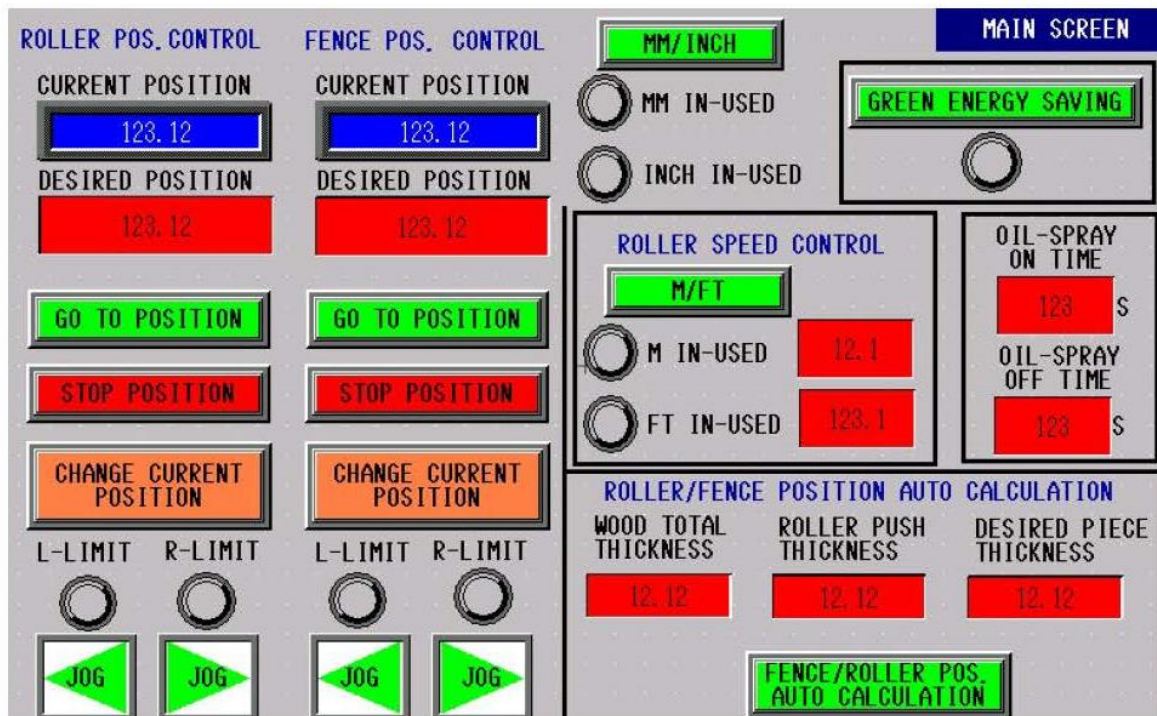 ROLLER POS.CONTROL
CURRENT POSITION
123.12
DESIRED POSITION
123.12
GO TO POSITION
STOP POSITION
CHANGE CURRENT
POSITION
L-LIMIT R-LIMIT
JOG JOG
FENCE POS. CONTROL
CURRENT POSITION
123.12
DESIRED POSITION
123.12
GO TO POSITION
STOP POSITION
CHANGE CURRENT
POSITION
L-LIMIT R-LIMIT
JOG JOG
MM/INCH
MM IN-USED
INCH IN-USED
MAIN SCREEN
GREEN ENERGY SAVING
ROLLER SPEED CONTROL
M/FT
M IN-USED 12.1
FT IN-USED 123.1
OIL-SPRAY
ON TIME
123 S
OIL-SPRAY
OFF TIME
123 S
ROLLER/FENCE POSITION AUTO CALCULATION
WOOD TOTAL
THICKNESS
12.12
ROLLER PUSH
THICKNESS
12.12
DESIRED PIECE
THICKNESS
12.12
FENCE/ROLLER POS.
AUTO CALCULATION